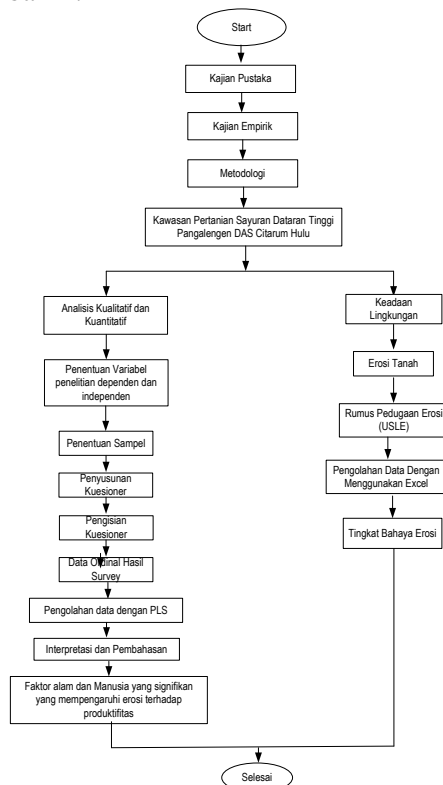 Start
Kajian Pustaka
Kajian Empirik
Metodologi
Kawasan Pertanian Sayuran Dataran Tinggi
Pangalengen DAS Citarum Hulu
Analisis Kualitatif dan
Kuantitatif
Penentuan Variabel
penelitian dependen dan
independen
Penentuan Sampel
Penyusunan
Kuesioner
Pengisian
Kuesioner
Data Ordinal Hasil
Survey
Pengolahan data dengan PLS
Interpretasi dan Pembahasan
Faktor alam dan Manusia yang signifikan
yang mempengaruhi erosi terhadap
produktifitas
Keadaan
Lingkungan
Erosi Tanah
Rumus Pedugaan Erosi
(USLE)
Pengolahan Data Dengan
Menggunakan Excel
Tingkat Bahaya Erosi
Selesai